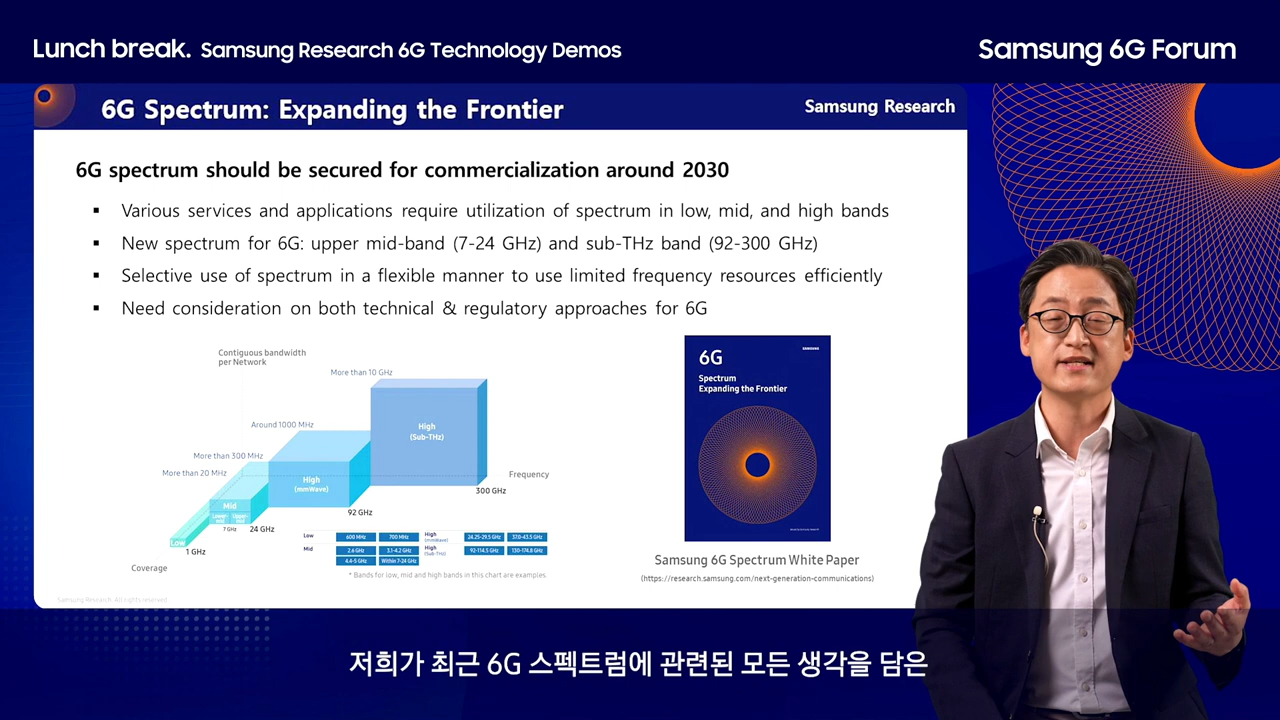 Lunch break. Samsung Research 6G Technology Demos
Samsung 6G Forum
6G Spectrum: Expanding the Frontier
Samsung Research
6G spectrum should be secured for commercialization around 2030
▪ Various services and applications require utilization of spectrum in low, mid, and high bands
▪ New spectrum for 6G: upper mid-band (7-24 GHz) and sub-THz band (92-300 GHz)
▪ Selective use of spectrum in a flexible manner to use limited frequency resources efficiently
▪ Need consideration on both technical & regulatory approaches for 6G
Contiguous bandwidth
per Network
More than 10 GHz
Around 1000 MHz
More than 300 MHz
More than 20 MHz
High
(Sub-THz)
High
(mmWave)
Mid
Low
Frequency
300 GHz
92 GHz
24 GHz
7 GHz
1 GHz
Coverage
Low 600 MHz 700 MHz
Mid 2.6 GHz 3.1-4.2 GHz
4.4-5 GHz Within 7-24 GHz
High
(mmWave)
24.25-29.5 GHz 37.0-43.5 GHz
High
(Sub-THz)
92-114.5 GHz 130-174.8 GHz
* Bands for low, mid and high bands in this chart are examples
SAMSUNG
6G
Spectrum
Expanding the Frontier
Samsung 6G Spectrum White Paper
(https://research.samsung.com/next-generation-communications)
Samsung Research. All rights reserved
저희가 최근 6G 스펙트럼에 관련된 모든 생각을 담은